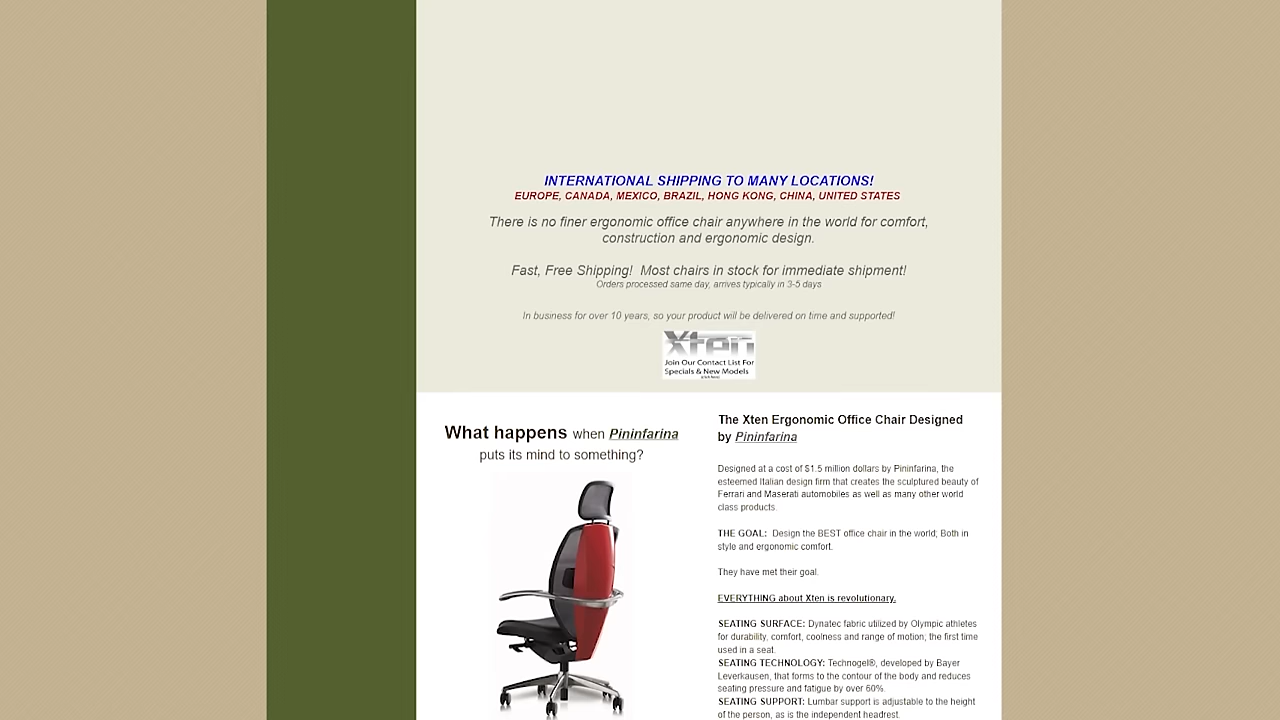 INTERNATIONAL SHIPPING TO MANY LOCATIONS!
EUROPE, CANADA, MEXICO, BRAZIL, HONG KONG, CHINA, UNITED STATES
There is no finer ergonomic office chair anywhere in the world for comfort,
construction and ergonomic design.
Fast, Free Shipping!  Most chairs in stock for immediate shipment!
Orders processed same day, arrives typically in 3-5 days
In business for over 10 years, so your product will be delivered on time and supported!
Xten
Join Our Contact List For
Specials & New Models
What happens when Pininfarina
puts its mind to something?
The Xten Ergonomic Office Chair Designed
by Pininfarina
Designed at a cost of $1.5 million dollars by Pininfarina, the
esteemed Italian design firm that creates the sculptured beauty of
Ferrari and Maserati automobiles as well as many other world
class products.
THE GOAL:  Design the BEST office chair in the world; Both in
style and ergonomic comfort.
They have met their goal.
EVERYTHING about Xten is revolutionary.
SEATING SURFACE: Dynatec fabric utilized by Olympic athletes
for durability, comfort, coolness and range of motion; the first time
used in a seat.
SEATING TECHNOLOGY: Technogel®, developed by Bayer
Leverkausen, that forms to the contour of the body and reduces
seating pressure and fatigue by over 60%.
SEATING SUPPORT: Lumbar support is adjustable to the height
of the person, as is the independent headrest.